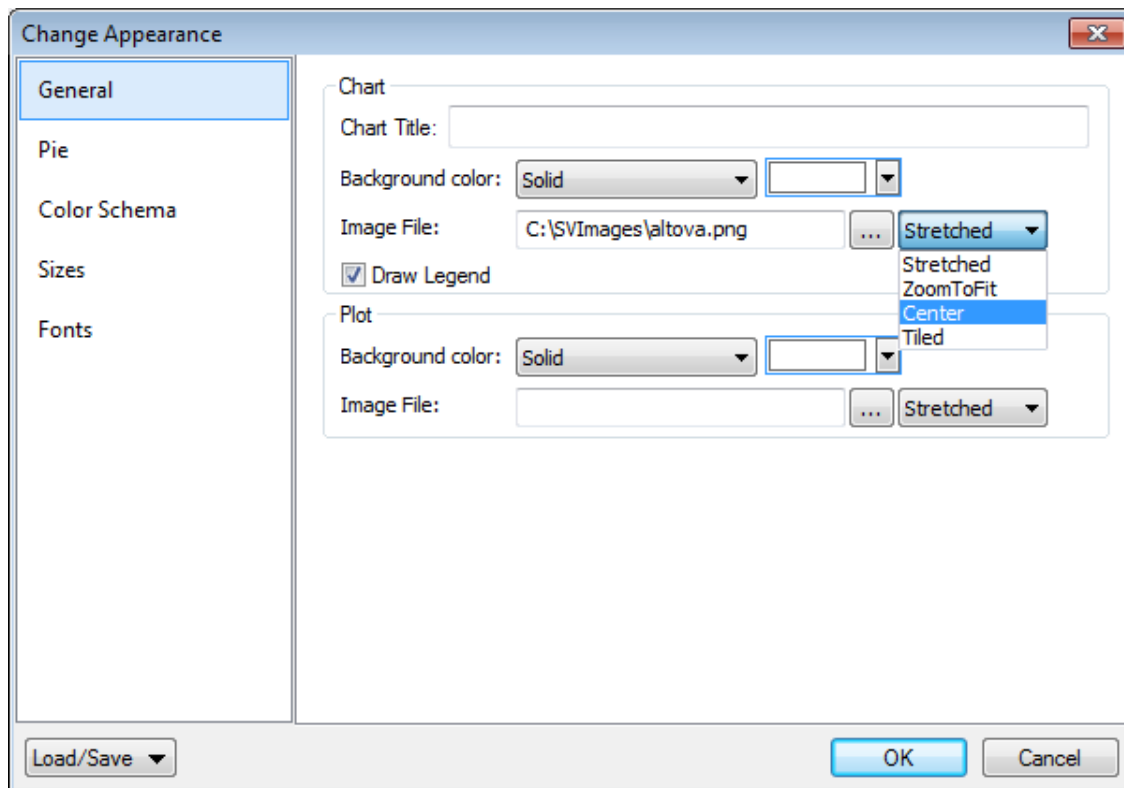 Change Appearance
General
Pie
Color Schema
Sizes
Fonts
Chart
Chart Title:
Background color: Solid
Image File: C:\SVImages\altova.png ... Stretched
Stretched
ZoomToFit
Center
Tiled
Draw Legend
Plot
Background color: Solid
Image File: ... Stretched
Load/Save OK Cancel